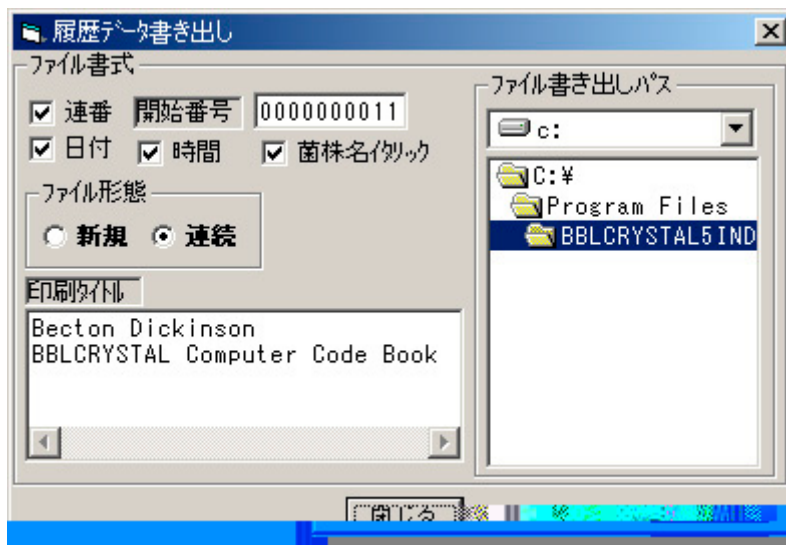 履歴ﾃﾞｰﾀ書き出し
ファイル書式
連番 開始番号 0000000011
日付 時間 菌株名ｲﾀﾘｯｸ
ファイル形態
新規 連続
印刷ﾀｲﾄﾙ
Becton Dickinson
BBLCRYSTAL Computer Code Book
ファイル書き出しパス
c:
C:¥
Program Files
BBLCRYSTAL5IND
閉じる